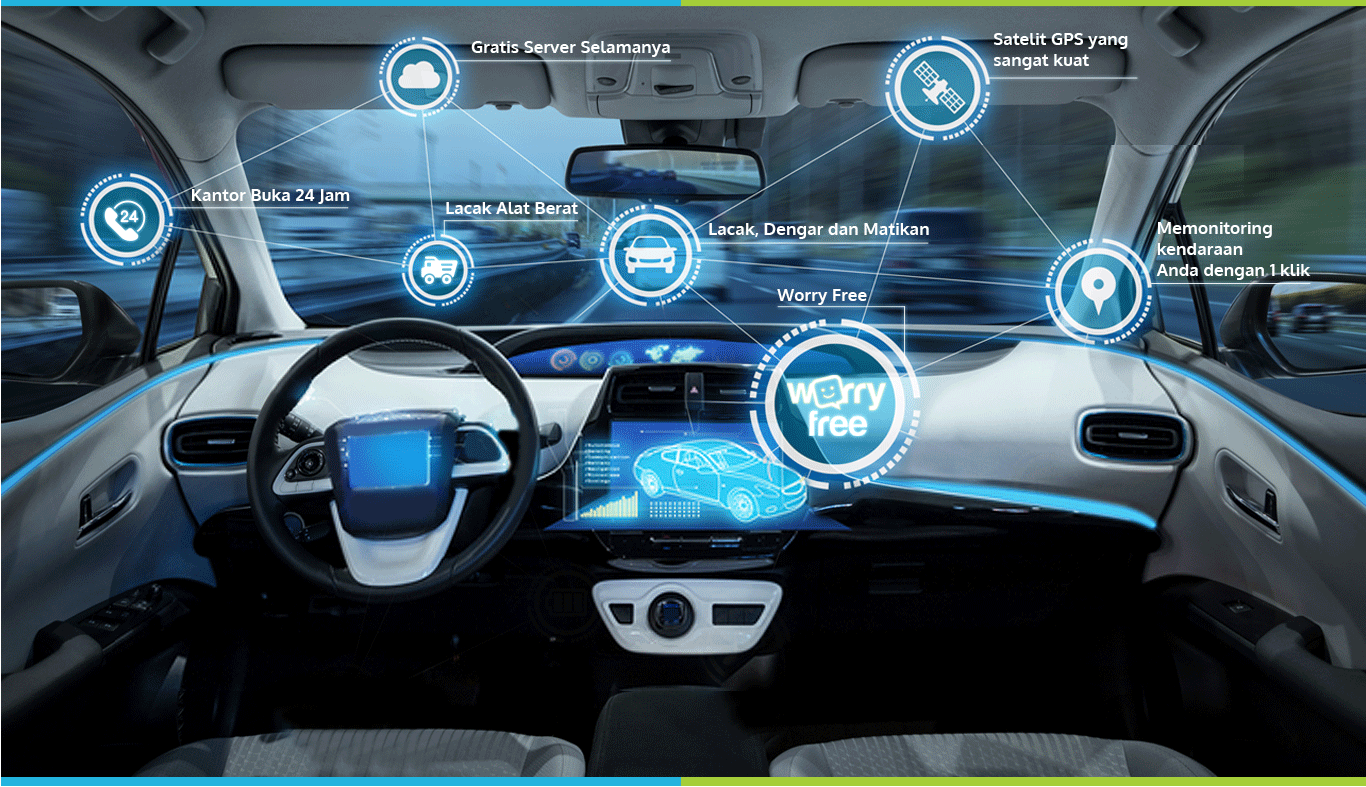 Gratis Server Selamanya
Satelit GPS yang
sangat kuat
Kantor Buka 24 Jam
24
Lacak Alat Berat
Lacak, Dengar dan Matikan
Memonitoring
kendaraan
Anda dengan 1 klik
Worry Free
worry
free